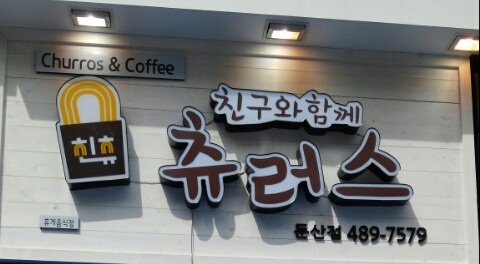 Churros & Coffee
친구와함께
츄러스
친츄
휴게음식점
둔산점 489-7579